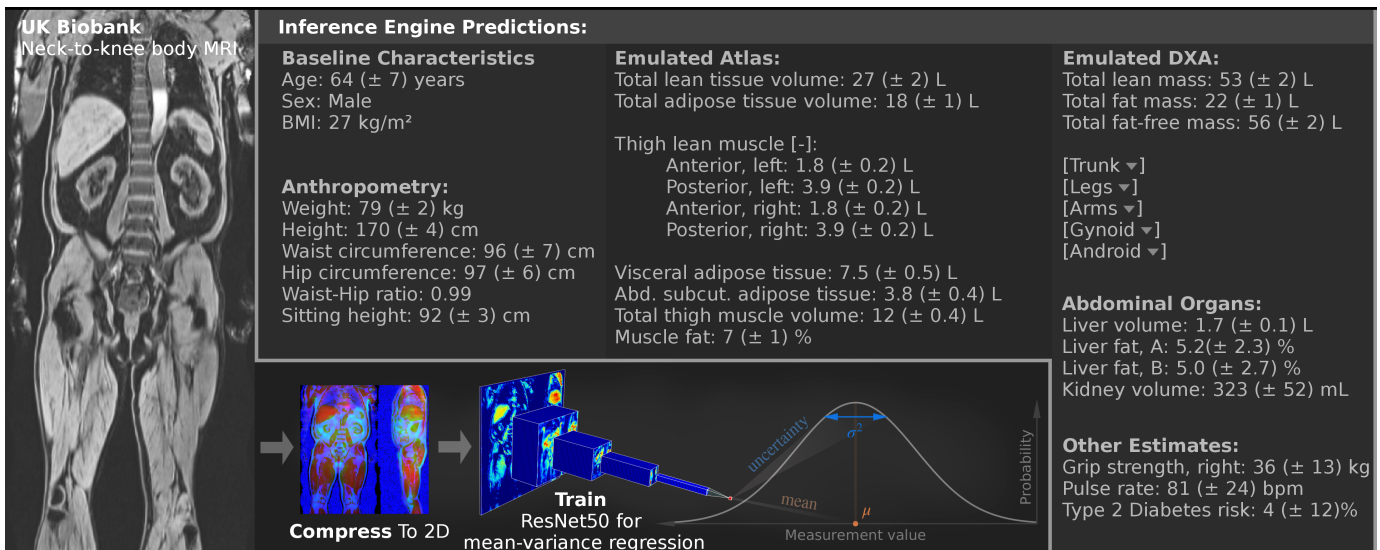 UK Biobank
Neck-to-knee body MRI
Inference Engine Predictions:
Baseline Characteristics
Age: 64 (± 7) years
Sex: Male
BMI: 27 kg/m²
Anthropometry:
Weight: 79 (± 2) kg
Height: 170 (± 4) cm
Waist circumference: 96 (± 7) cm
Hip circumference: 97 (± 6) cm
Waist-Hip ratio: 0.99
Sitting height: 92 (± 3) cm
Emulated Atlas:
Total lean tissue volume: 27 (± 2) L
Total adipose tissue volume: 18 (± 1) L
Thigh lean muscle [-]:
Anterior, left: 1.8 (± 0.2) L
Posterior, left: 3.9 (± 0.2) L
Anterior, right: 1.8 (± 0.2) L
Posterior, right: 3.9 (± 0.2) L
Visceral adipose tissue: 7.5 (± 0.5) L
Abd. subcut. adipose tissue: 3.8 (± 0.4) L
Total thigh muscle volume: 12 (± 0.4) L
Muscle fat: 7 (± 1) %
Emulated DXA:
Total lean mass: 53 (± 2) L
Total fat mass: 22 (± 1) L
Total fat-free mass: 56 (± 2) L
[Trunk ▾]
[Legs ▾]
[Arms ▾]
[Gynoid ▾]
[Android ▾]
Abdominal Organs:
Liver volume: 1.7 (± 0.1) L
Liver fat, A: 5.2(± 2.3) %
Liver fat, B: 5.0 (± 2.7) %
Kidney volume: 323 (± 52) mL
Other Estimates:
Grip strength, right: 36 (± 13) kg
Pulse rate: 81 (± 24) bpm
Type 2 Diabetes risk: 4 (± 12)%
Compress To 2D
Train
ResNet50 for
mean-variance regression
uncertainty
σ²
mean
μ
Measurement value
Probability